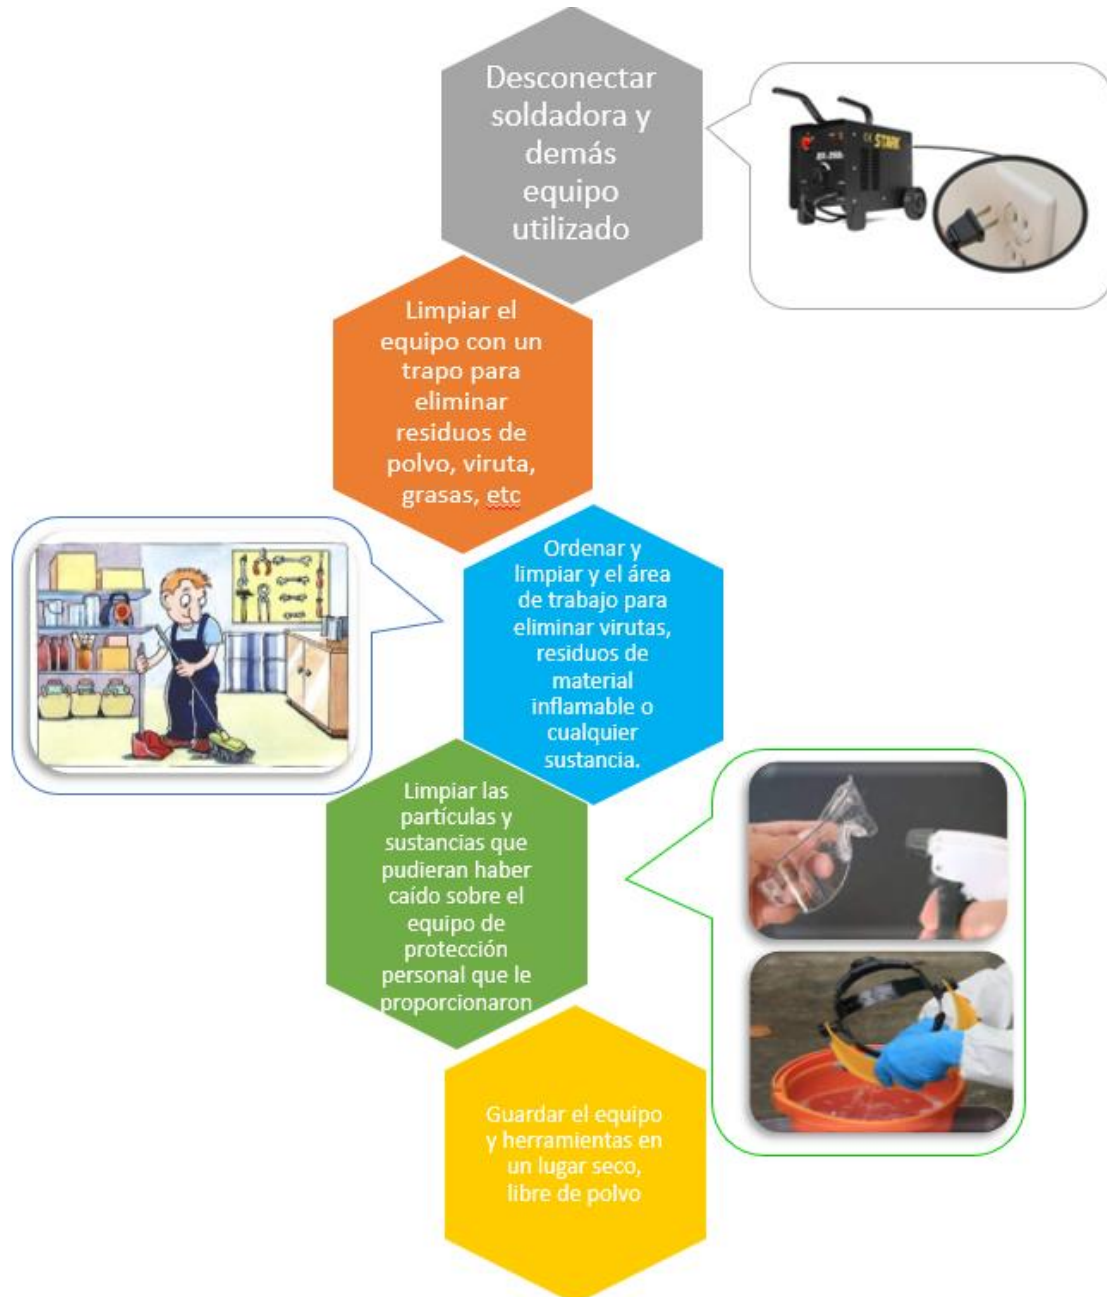 Desconectar
soldadora y
demás
equipo
utilizado
STARK
Limpiar el
equipo con un
trapo para
eliminar
residuos de
polvo, viruta,
grasas, etc
Ordenar y
limpiar y el área
de trabajo para
eliminar virutas,
residuos de
material
inflamable o
cualquier
sustancia.
Limpiar las
partículas y
sustancias que
pudieran haber
caído sobre el
equipo de
protección
personal que le
proporcionaron
Guardar el equipo
y herramientas en
un lugar seco,
libre de polvo